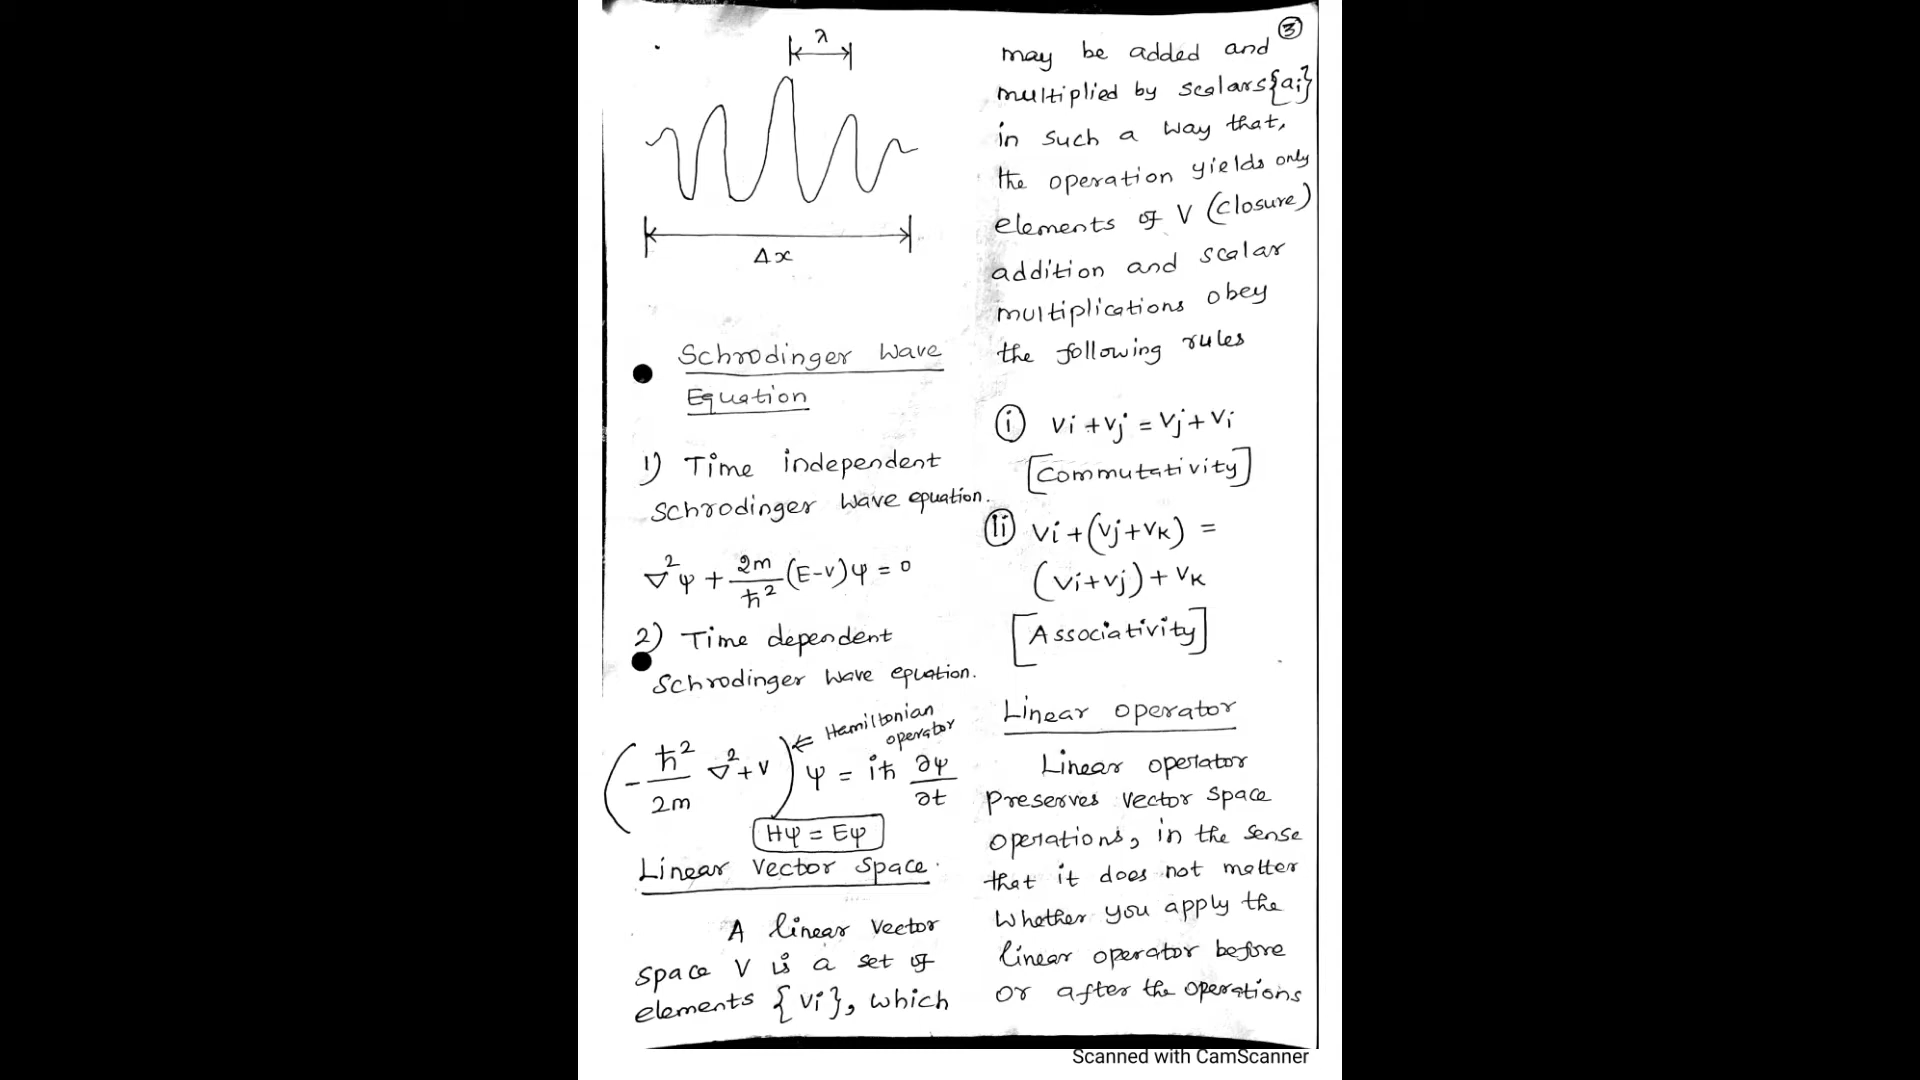 λ
Δx
Schrodinger Wave
Equation
1) Time independent
Schrodinger Wave equation.
∇²ψ + 2m/ħ² (E-V)ψ = 0
2) Time dependent
Schrodinger Wave equation.
← Hamiltonian
operator
(-ħ²/2m ∇²+V) ψ = iħ ∂ψ/∂t
Hψ = Eψ
Linear Vector Space.
A linear vector
space V is a set of
elements {Vi}, which
3
may be added and
multiplied by scalars{ai}
in such a way that,
the operation yields only
elements of V (closure)
addition and scalar
multiplications obey
the following rules
(i) Vi+Vj = Vj+Vi
[Commutativity]
(ii) Vi+(Vj+VK) =
(Vi+Vj)+VK
[Associativity]
Linear operator
Linear operator
preserves vector space
operations, in the sense
that it does not matter
whether you apply the
linear operator before
or after the operations
Scanned with CamScanner